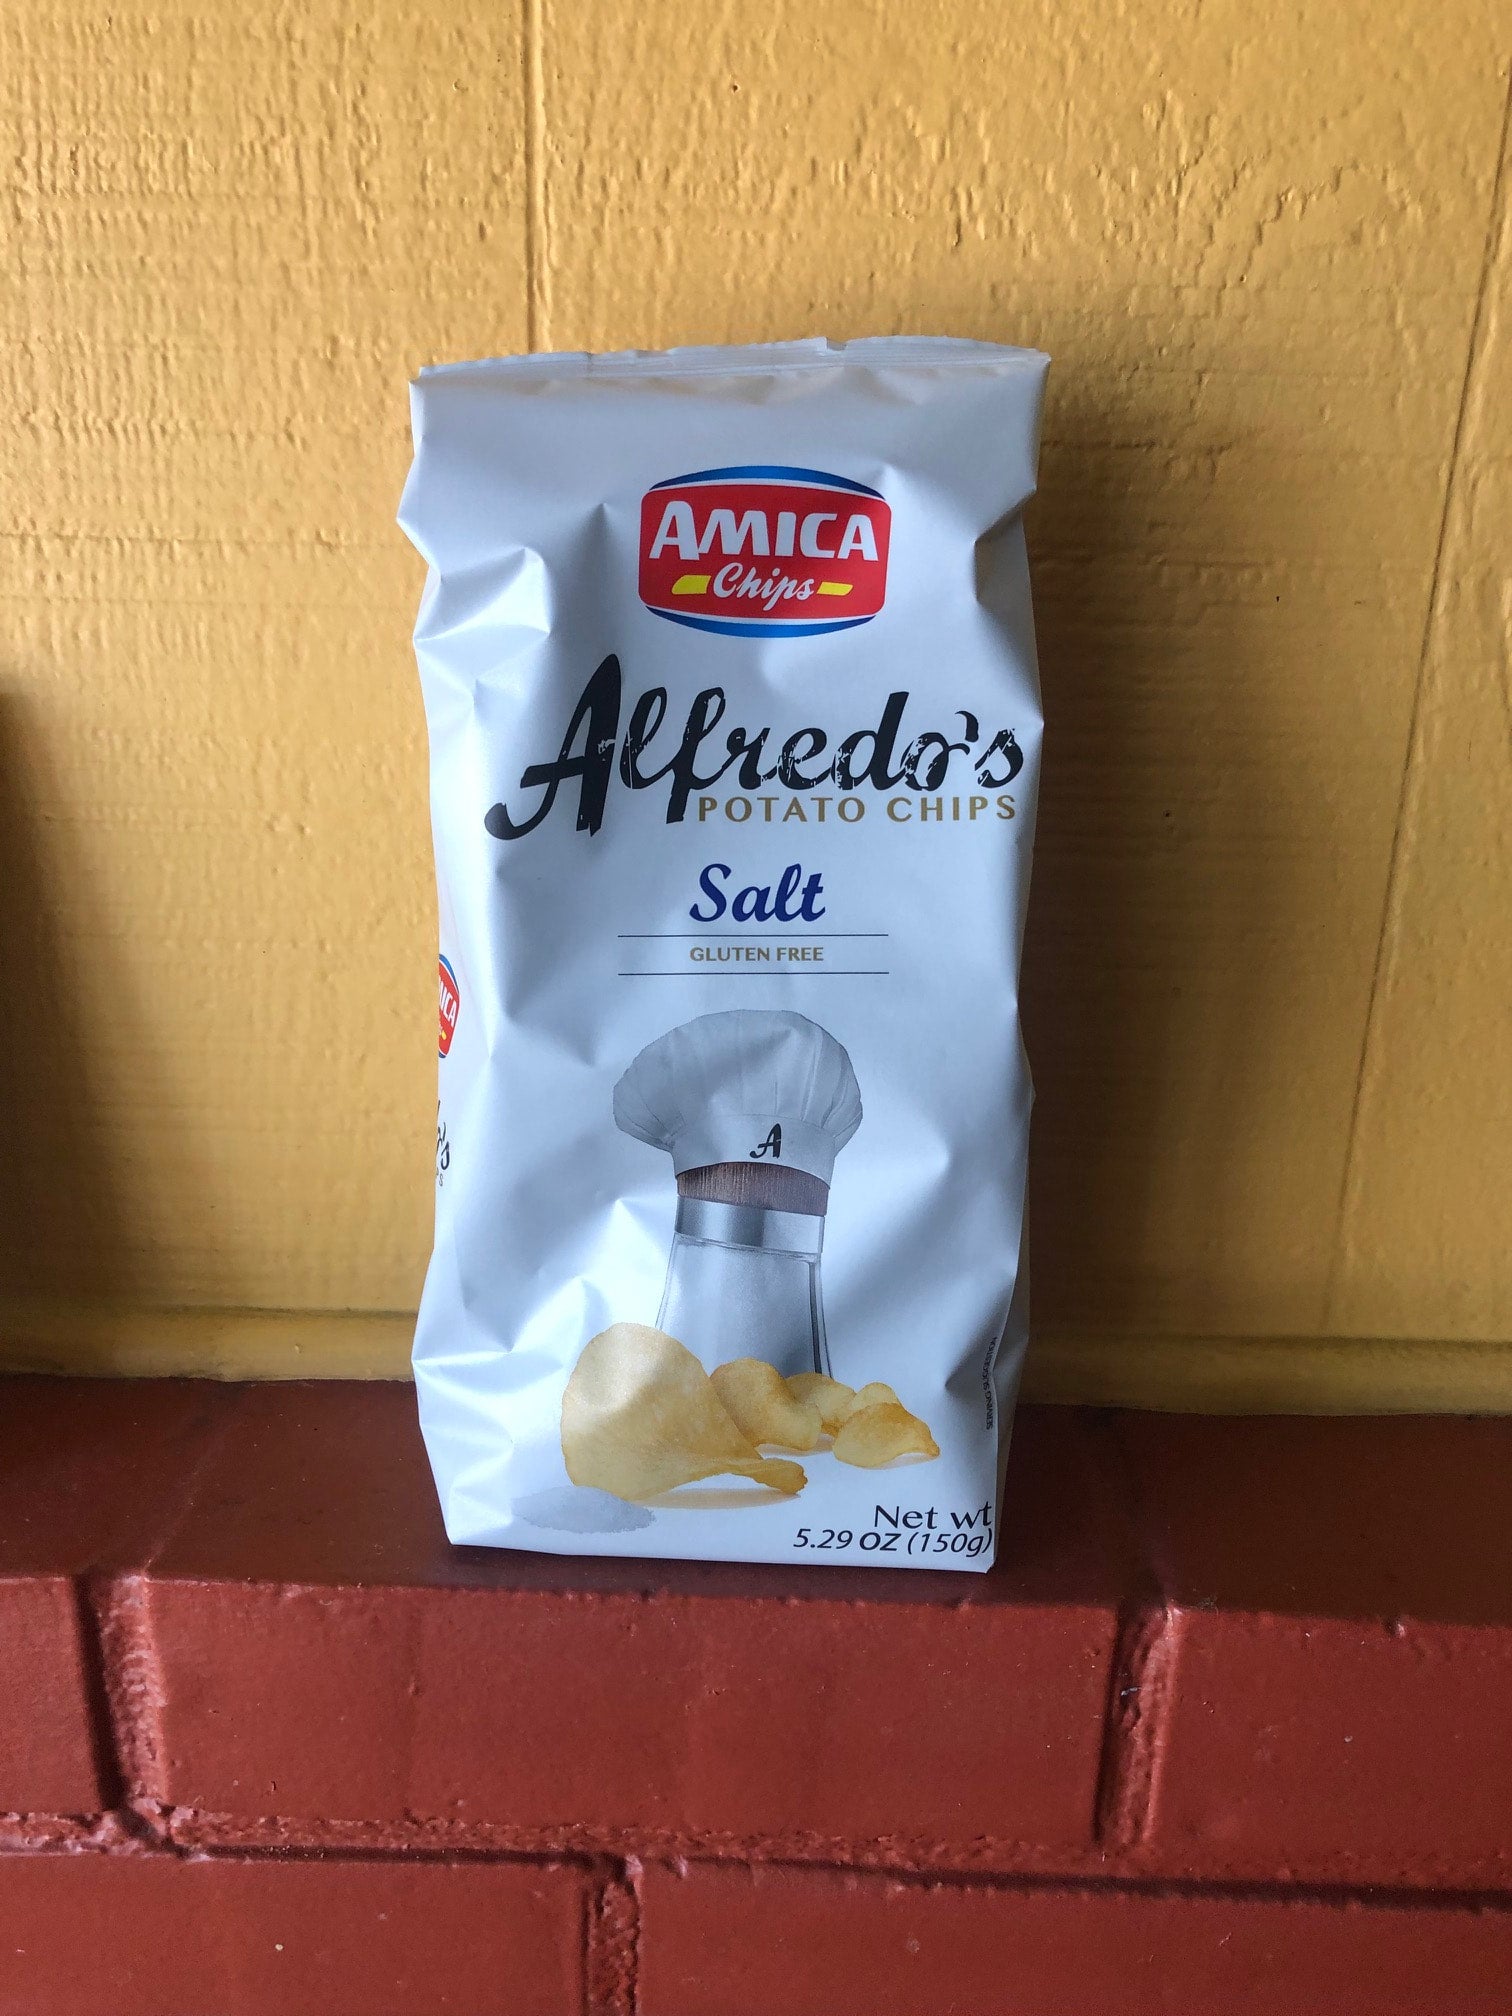 AMICA
Chips
Alfredo's
POTATO CHIPS
Salt
GLUTEN FREE
A
Net wt
5.29 OZ (150g)